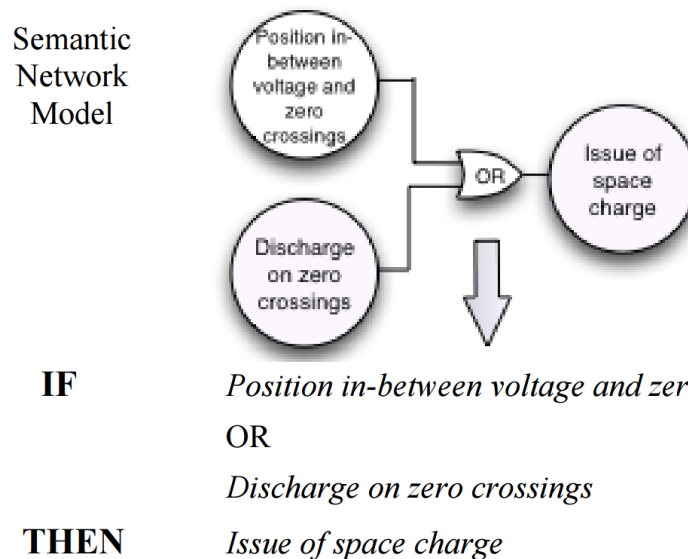 Semantic
Network
Model
Position in-
between
voltage and
zero
crossings
OR
Issue of
space
charge
Discharge
on zero
crossings
IF Position in-between voltage and zer
OR
Discharge on zero crossings
THEN Issue of space charge